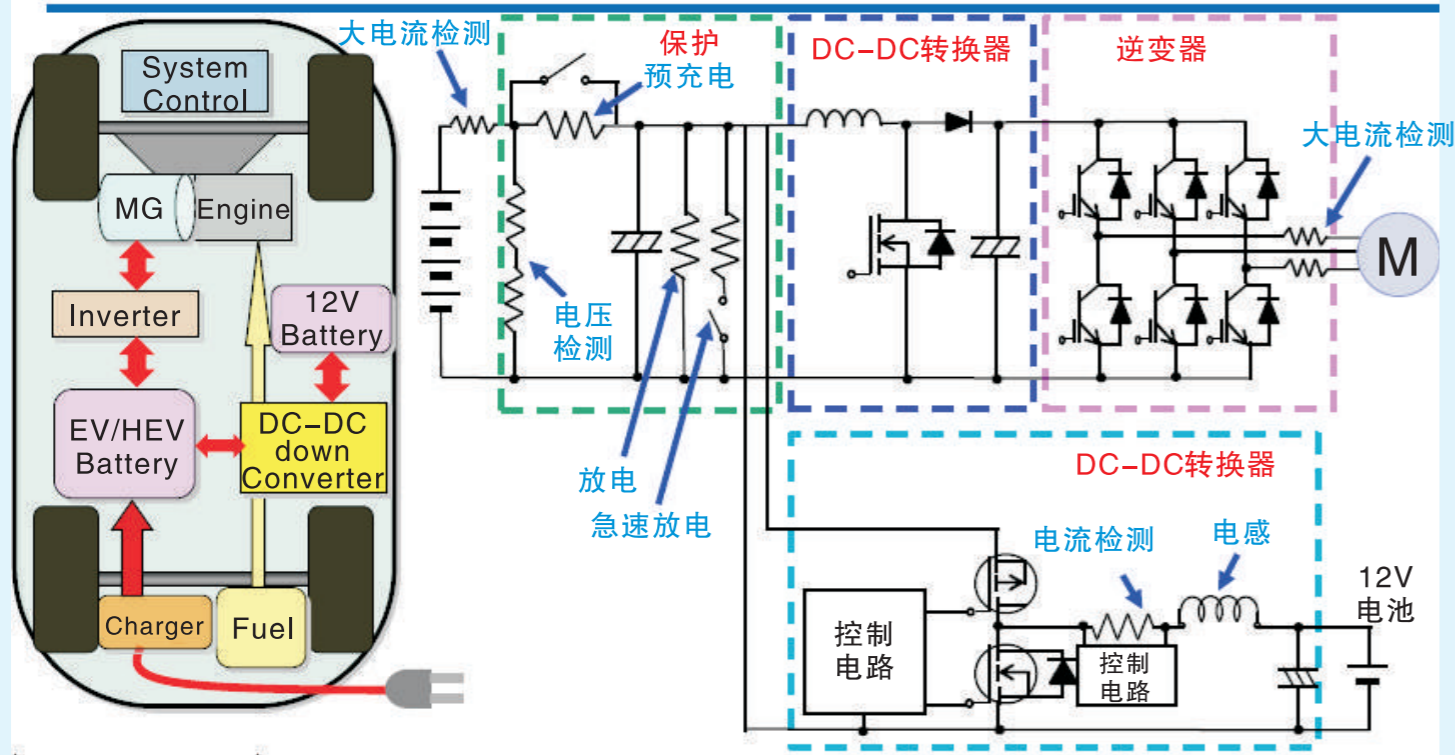 System
Control
MG
Engine
Inverter
12V
Battery
EV/HEV
Battery
DC-DC
down
Converter
Charger
Fuel
大电流检测
保护
预充电
电压
检测
放电
急速放电
DC-DC转换器
逆变器
大电流检测
M
DC-DC转换器
控制
电路
电流检测
电感
控制
电路
12V
电池